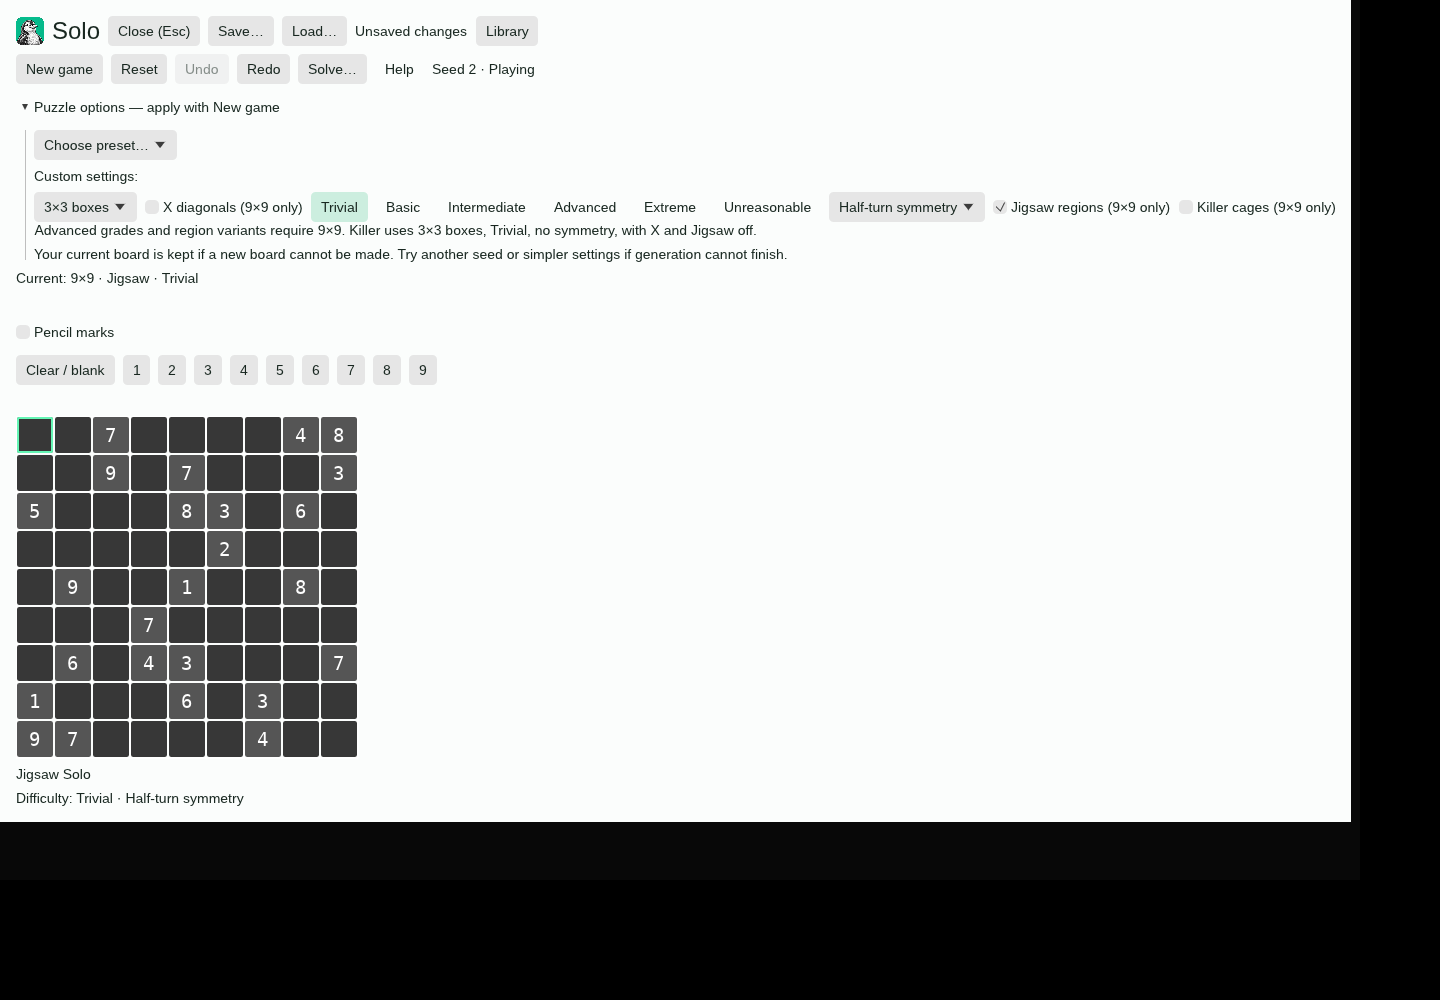 Solo Close (Esc) Save… Load… Unsaved changes Library
New game Reset Undo Redo Solve… Help Seed 2 · Playing
▾ Puzzle options — apply with New game
Choose preset…
Custom settings:
3×3 boxes X diagonals (9×9 only) Trivial Basic Intermediate Advanced Extreme Unreasonable Half-turn symmetry Jigsaw regions (9×9 only) Killer cages (9×9 only)
Advanced grades and region variants require 9×9. Killer uses 3×3 boxes, Trivial, no symmetry, with X and Jigsaw off.
Your current board is kept if a new board cannot be made. Try another seed or simpler settings if generation cannot finish.
Current: 9×9 · Jigsaw · Trivial
Pencil marks
Clear / blank 1 2 3 4 5 6 7 8 9
7 4 8
9 7 3
5 8 3 6
2
9 1 8
7
6 4 3 7
1 6 3
9 7 4
Jigsaw Solo
Difficulty: Trivial · Half-turn symmetry